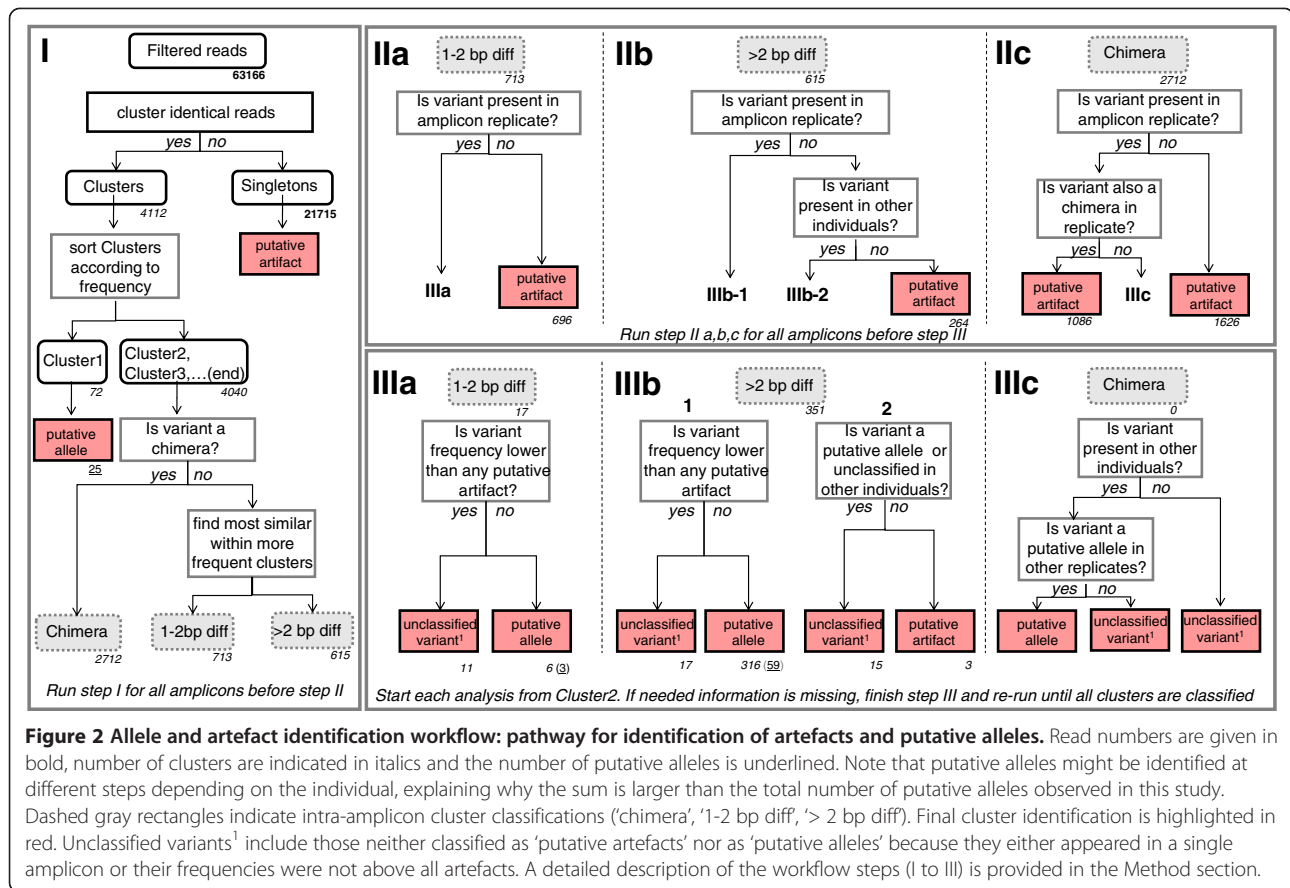 I
Filtered reads
63166
cluster identical reads
yes no
Clusters
4112
Singletons
21715
sort Clusters
according to
frequency
putative
artifact
Cluster1
72
Cluster2,
Cluster3,...(end)
4040
putative
allele
25
Is variant a
chimera?
yes no
find most similar
within more
frequent clusters
Chimera
2712
1-2bp diff
713
>2 bp diff
615
Run step I for all amplicons before step II
IIa
1-2 bp diff
713
Is variant present in
amplicon replicate?
yes no
IIIa
putative
artifact
696
IIb
>2 bp diff
615
Is variant present in
amplicon replicate?
yes no
Is variant
present in other
individuals?
yes no
IIIb-1
IIIb-2
putative
artifact
264
IIc
Chimera
2712
Is variant present in
amplicon replicate?
yes no
Is variant also a
chimera in
replicate?
yes no
putative
artifact
1086
IIIc
putative
artifact
1626
Run step II a,b,c for all amplicons before step III
IIIa
1-2 bp diff
17
Is variant
frequency lower
than any putative
artifact?
yes no
unclassified
variant¹
11
putative
allele
6 (3)
IIIb
>2 bp diff
351
1
Is variant
frequency lower
than any putative
artifact
yes no
unclassified
variant¹
17
putative
allele
316 (59)
2
Is variant a
putative allele or
unclassified in
other individuals?
yes no
unclassified
variant¹
15
putative
artifact
3
IIIc
Chimera
0
Is variant
present in other
individuals?
yes no
Is variant a
putative allele in
other replicates?
yes no
putative
allele
unclassified
variant¹
unclassified
variant¹
Start each analysis from Cluster2. If needed information is missing, finish step III and re-run until all clusters are classified
Figure 2 Allele and artefact identification workflow: pathway for identification of artefacts and putative alleles. Read numbers are given in
bold, number of clusters are indicated in italics and the number of putative alleles is underlined. Note that putative alleles might be identified at
different steps depending on the individual, explaining why the sum is larger than the total number of putative alleles observed in this study.
Dashed gray rectangles indicate intra-amplicon cluster classifications (‘chimera’, ‘1-2 bp diff’, ‘> 2 bp diff’). Final cluster identification is highlighted in
red. Unclassified variants¹ include those neither classified as ‘putative artefacts’ nor as ‘putative alleles’ because they either appeared in a single
amplicon or their frequencies were not above all artefacts. A detailed description of the workflow steps (I to III) is provided in the Method section.